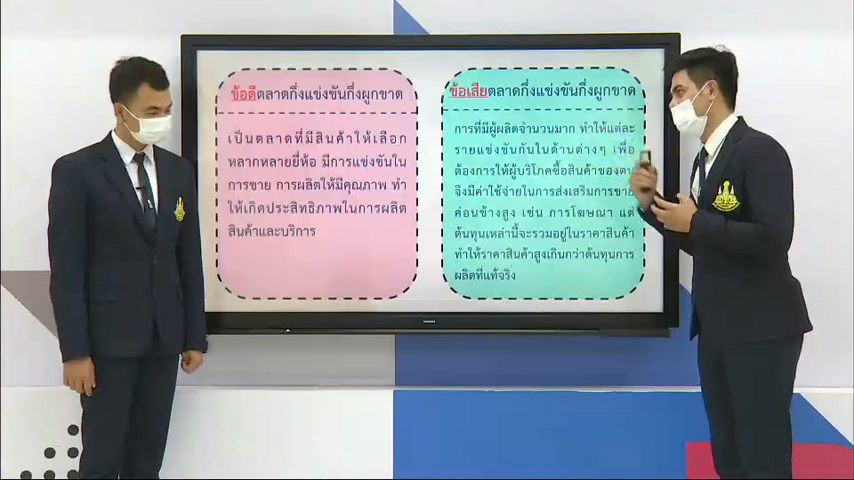 ข้อดีตลาดกึ่งแข่งขันกึ่งผูกขาด
เป็นตลาดที่มีสินค้าให้เลือก
หลากหลายยี่ห้อ มีการแข่งขันใน
การขาย การผลิตให้มีคุณภาพ ทำ
ให้เกิดประสิทธิภาพในการผลิต
สินค้าและบริการ
ข้อเสียตลาดกึ่งแข่งขันกึ่งผูกขาด
การที่มีผู้ผลิตจำนวนมาก ทำให้แต่ละ
รายแข่งขันกันในด้านต่างๆ เพื่อ
ต้องการให้ผู้บริโภคซื้อสินค้าของ
จึงมีค่าใช้จ่ายในการส่งเสริมการขาย
ค่อนข้างสูง เช่น การโฆษณา แต่
ต้นทุนเหล่านี้จะรวมอยู่ในราคาสินค้า
ทำให้ราคาสินค้าสูงเกินกว่าต้นทุนการ
ผลิตที่แท้จริง